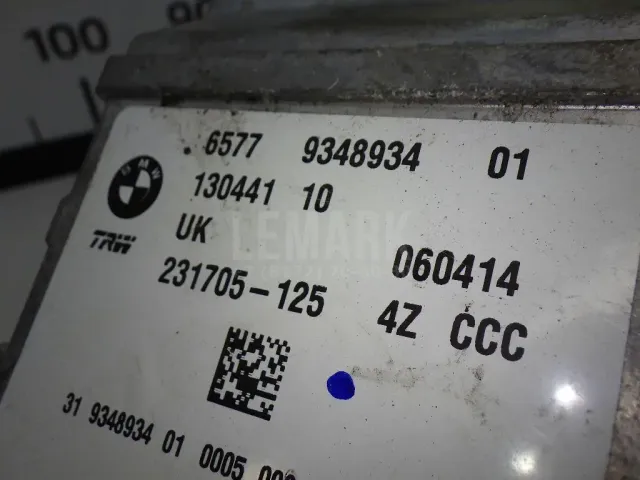 100 90
6577 9348934 01
BMW
130441 10
TRW UK 060414
LEMARK
231705-125 4Z CCC
31 9348934 01 0005